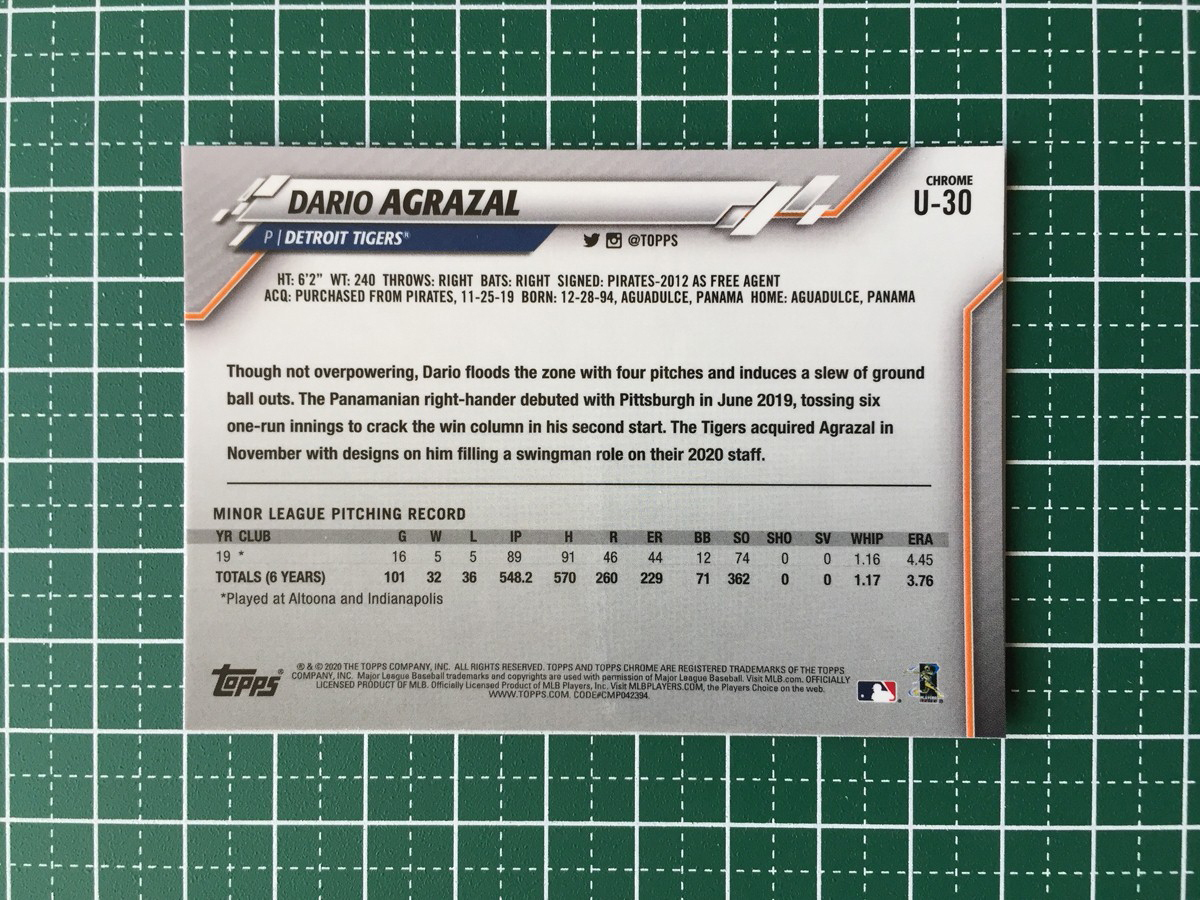 CHROME
U-30
DARIO AGRAZAL
P | DETROIT TIGERS®
@TOPPS
HT: 6'2" WT: 240 THROWS: RIGHT BATS: RIGHT SIGNED: PIRATES-2012 AS FREE AGENT
ACQ: PURCHASED FROM PIRATES, 11-25-19 BORN: 12-28-94, AGUADULCE, PANAMA HOME: AGUADULCE, PANAMA
Though not overpowering, Dario floods the zone with four pitches and induces a slew of ground
ball outs. The Panamanian right-hander debuted with Pittsburgh in June 2019, tossing six
one-run innings to crack the win column in his second start. The Tigers acquired Agrazal in
November with designs on him filling a swingman role on their 2020 staff.
MINOR LEAGUE PITCHING RECORD
YR CLUB G W L IP H R ER BB SO SHO SV WHIP ERA
19 * 16 5 5 89 91 46 44 12 74 0 0 1.16 4.45
TOTALS (6 YEARS) 101 32 36 548.2 570 260 229 71 362 0 0 1.17 3.76
*Played at Altoona and Indianapolis
Topps®
® & © 2020 THE TOPPS COMPANY, INC. ALL RIGHTS RESERVED. TOPPS AND TOPPS CHROME ARE REGISTERED TRADEMARKS OF THE TOPPS
COMPANY, INC. Major League Baseball trademarks and copyrights are used with permission of Major League Baseball. Visit MLB.com. OFFICIALLY
LICENSED PRODUCT OF MLB. Officially Licensed Product of MLB Players, Inc. Visit MLBPLAYERS.COM, the Players Choice on the web.
WWW.TOPPS.COM. CODE#CMP042394.